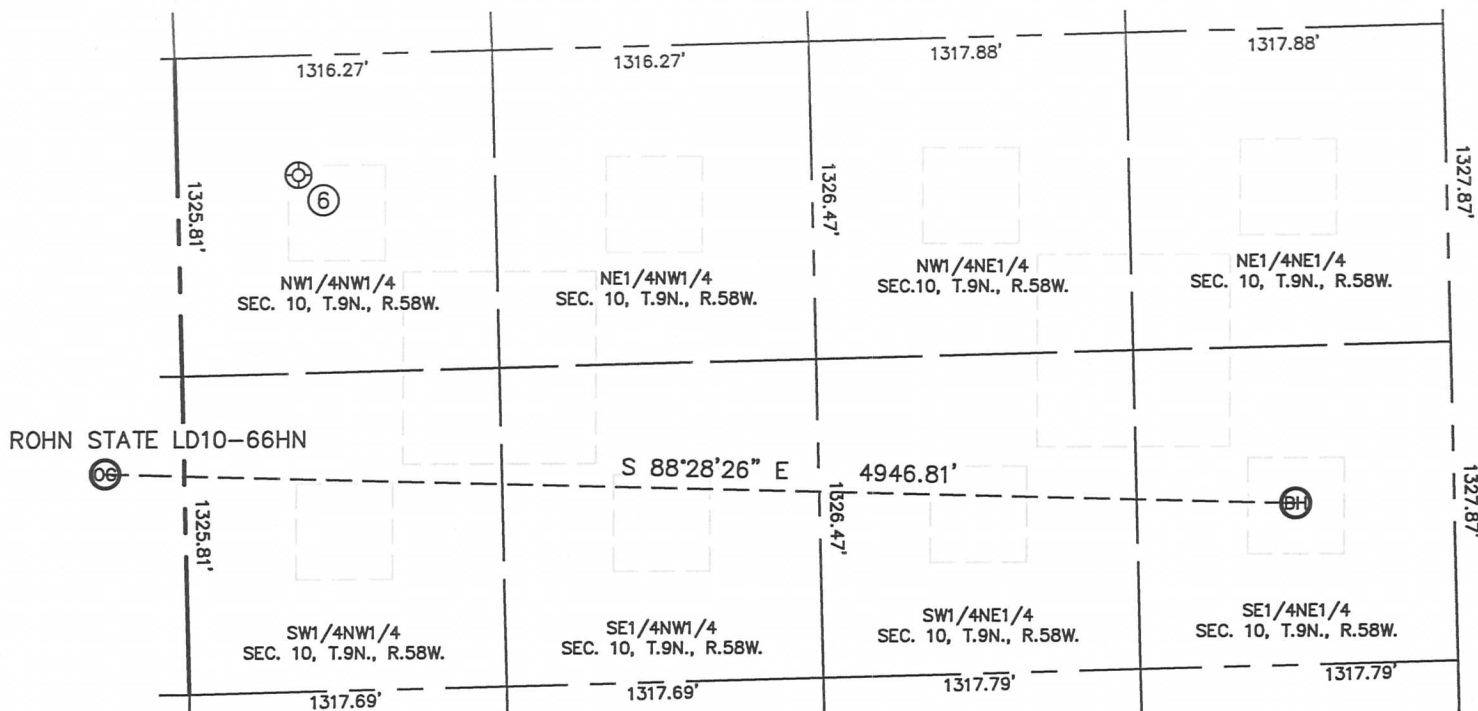 1316.27'
1316.27'
1317.88'
1317.88'
1325.81'
1326.47'
1327.87'
6
NW1/4NW1/4
SEC. 10, T.9N., R.58W.
NE1/4NW1/4
SEC. 10, T.9N., R.58W.
NW1/4NE1/4
SEC.10, T.9N., R.58W.
NE1/4NE1/4
SEC. 10, T.9N., R.58W.
ROHN STATE LD10-66HN
OG
S 88°28'26" E 4946.81'
BH
1325.81'
1326.47'
1327.87'
SW1/4NW1/4
SEC. 10, T.9N., R.58W.
SE1/4NW1/4
SEC. 10, T.9N., R.58W.
SW1/4NE1/4
SEC. 10, T.9N., R.58W.
SE1/4NE1/4
SEC. 10, T.9N., R.58W.
1317.69'
1317.69'
1317.79'
1317.79'